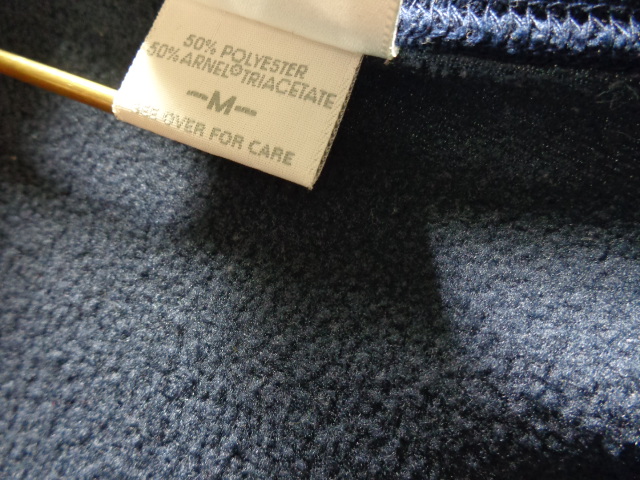 50% POLYESTER
50% ARNEL® TRIACETATE
—M—
OVER FOR CARE